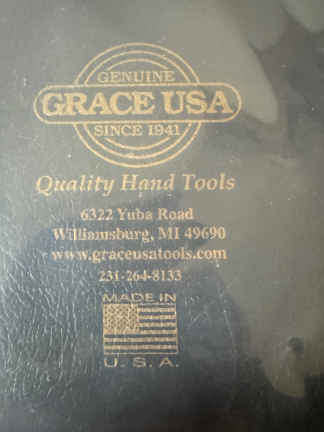 GENUINE
GRACE USA
SINCE 1941
Quality Hand Tools
6322 Yuba Road
Williamsburg, MI 49690
www.graceusatools.com
231-264-8133
MADE IN
U.S.A.